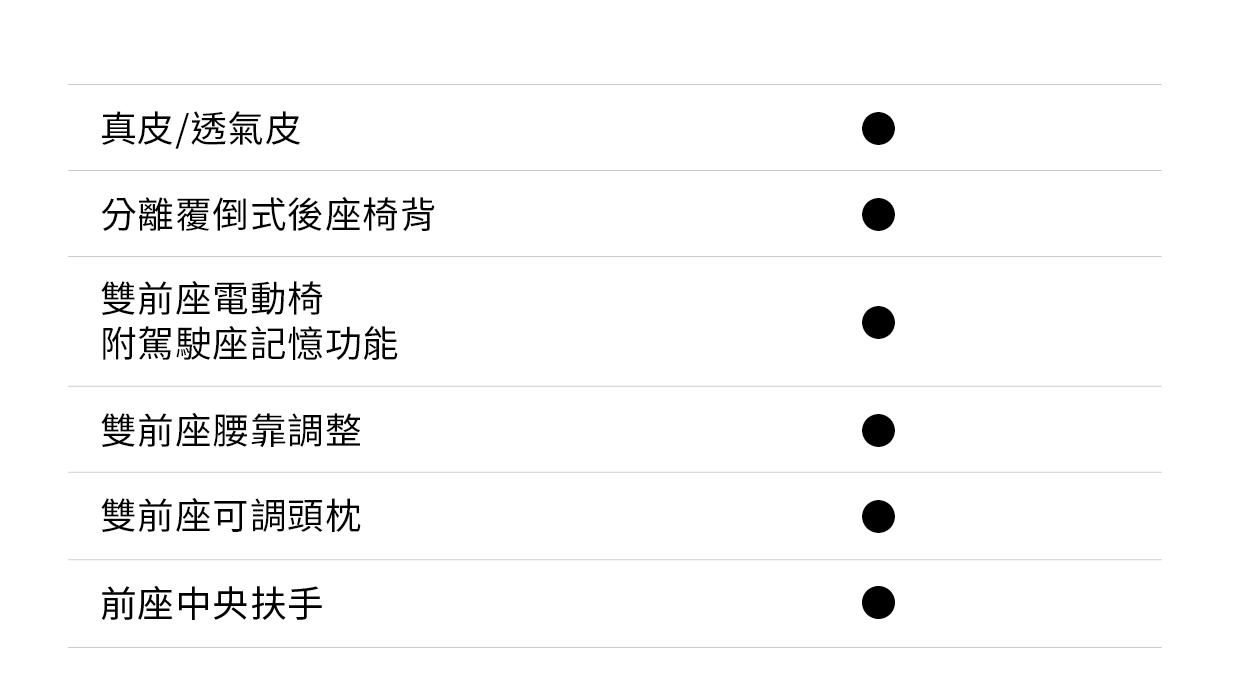 真皮/透氣皮 ●
分離覆倒式後座椅背 ●
雙前座電動椅
附駕駛座記憶功能 ●
雙前座腰靠調整 ●
雙前座可調頭枕 ●
前座中央扶手 ●